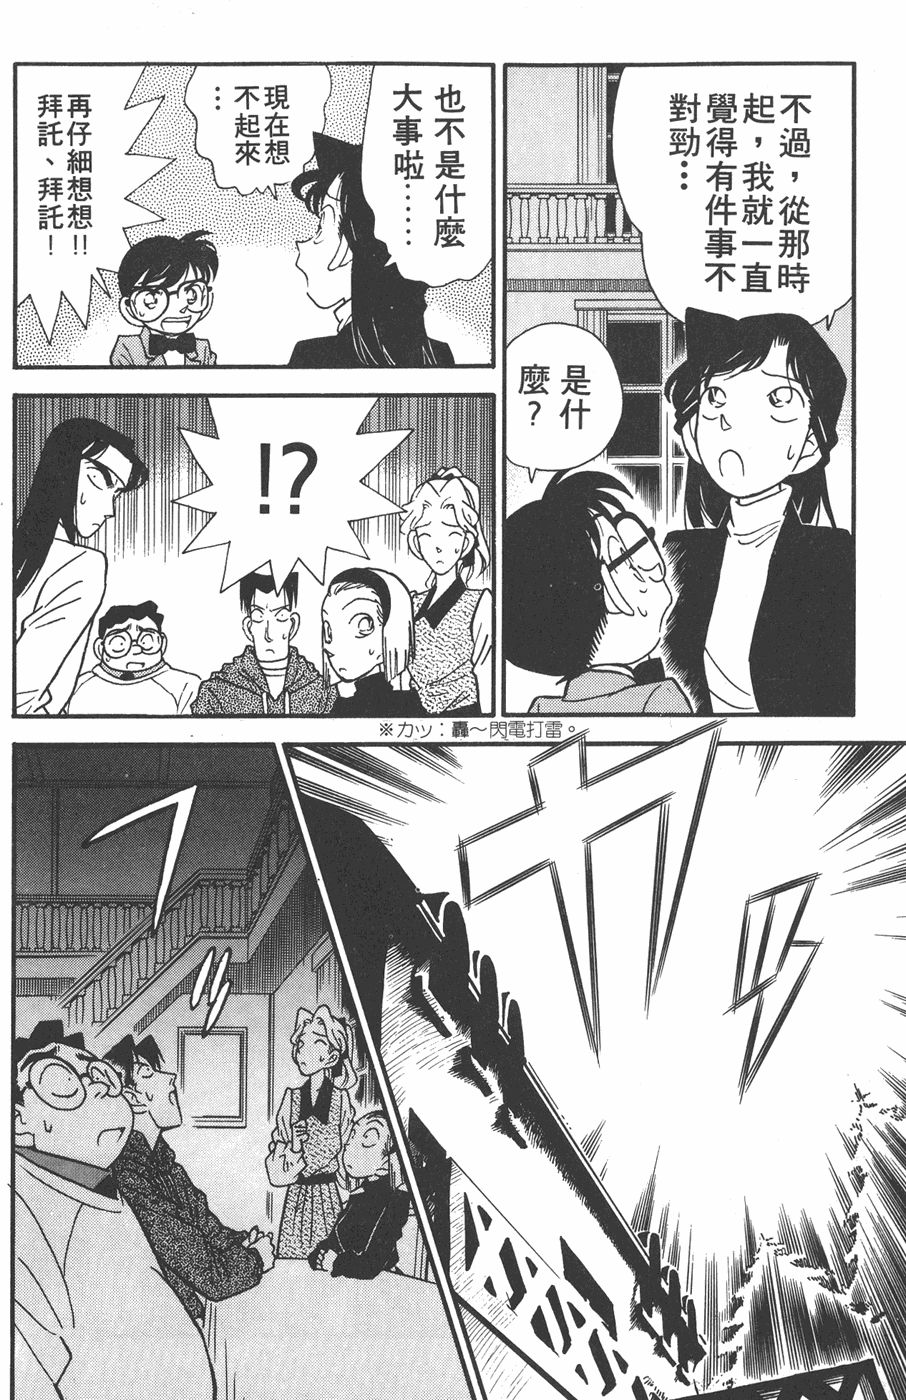 不過，從那時
起，我就一直
覺得有件事不
對勁…
是什
麼？
也不是什麼
大事啦……
現在想
不起來
…
再仔細想想！！
拜託、拜託！
！？
※カッ：轟～閃電打雷。
カッ